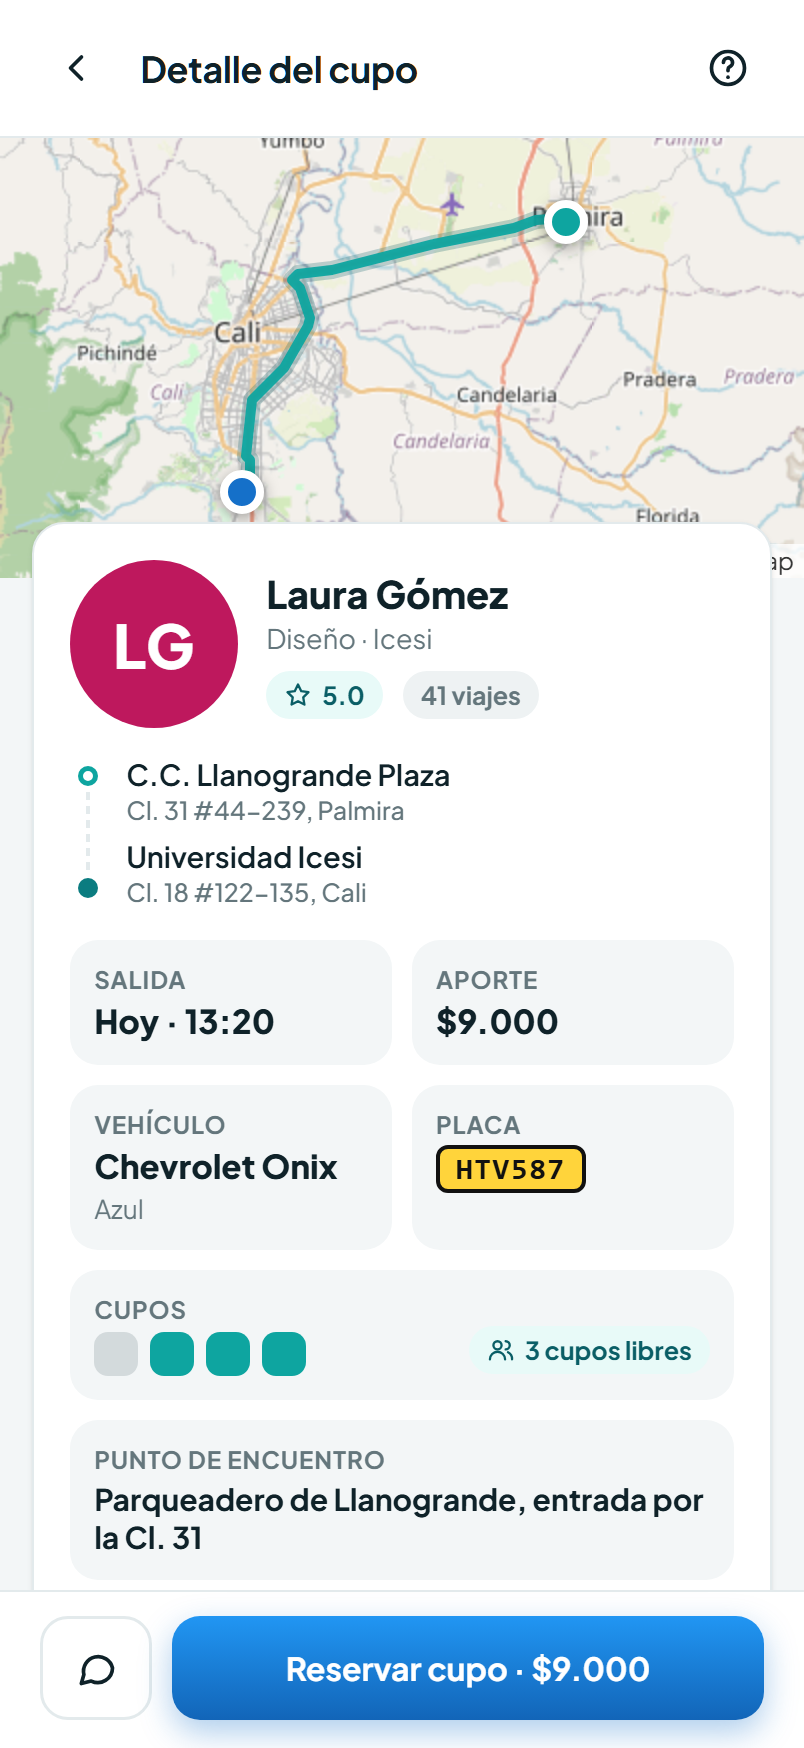 Detalle del cupo
Yumbo
Palmira
Cali
Pichindé
Cali
Candelaria
Pradera
Pradera
Candelaria
Florida
LG
Laura Gómez
Diseño · Icesi
5.0
41 viajes
C.C. Llanogrande Plaza
Cl. 31 #44-239, Palmira
Universidad Icesi
Cl. 18 #122-135, Cali
SALIDA
Hoy · 13:20
APORTE
$9.000
VEHÍCULO
Chevrolet Onix
Azul
PLACA
HTV587
CUPOS
3 cupos libres
PUNTO DE ENCUENTRO
Parqueadero de Llanogrande, entrada por
la Cl. 31
Reservar cupo · $9.000